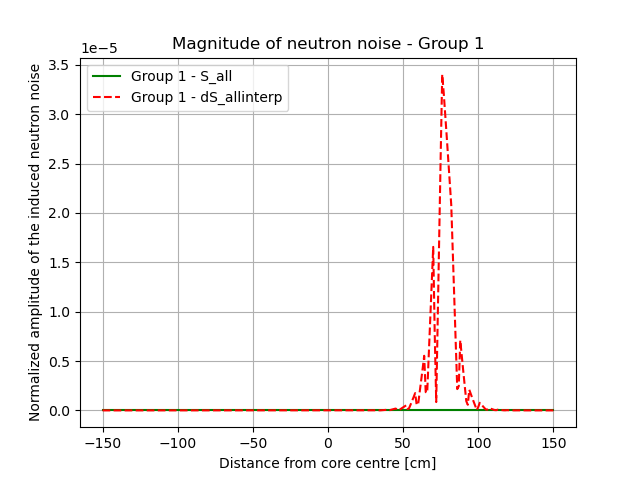 Magnitude of neutron noise - Group 1
1e−5
Normalized amplitude of the induced neutron noise
3.5
3.0
2.5
2.0
1.5
1.0
0.5
0.0
Group 1 - S_all
Group 1 - dS_allinterp
−150 −100 −50 0 50 100 150
Distance from core centre [cm]